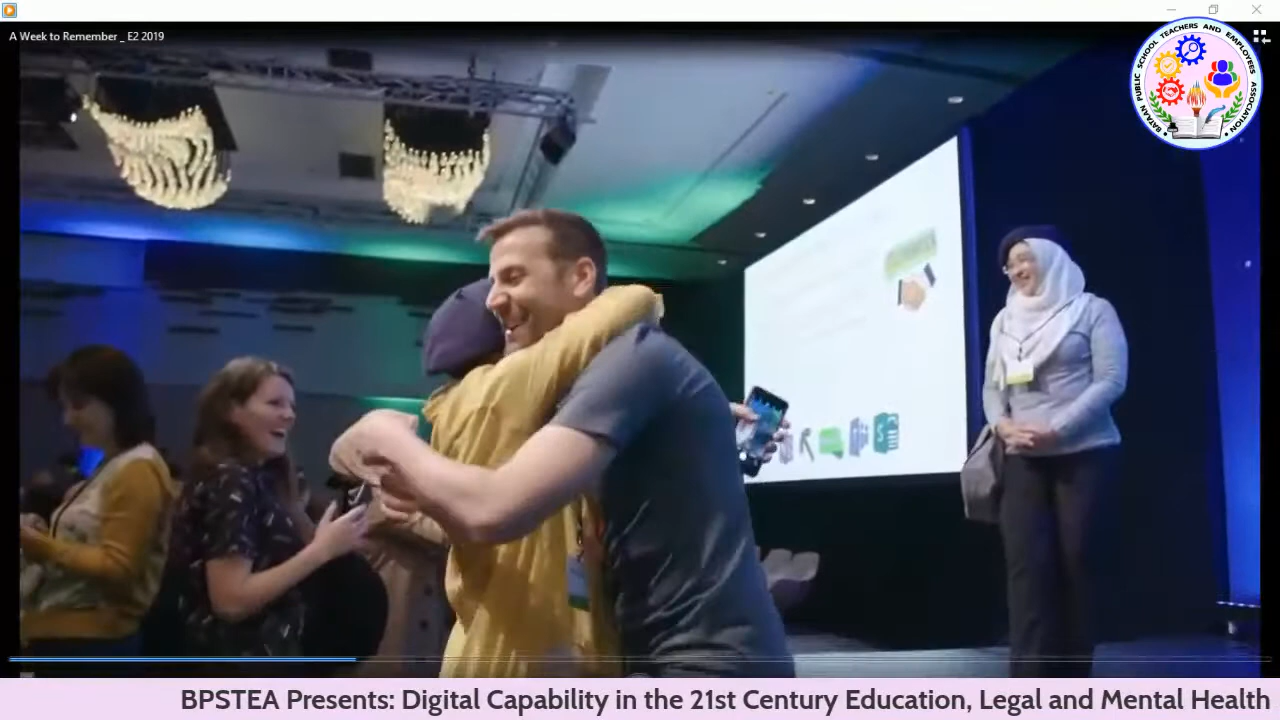 A Week to Remember _ E2 2019
BATAAN PUBLIC SCHOOL TEACHERS AND EMPLOYEES ASSOCIATION
BPSTEA Presents: Digital Capability in the 21st Century Education, Legal and Mental Health